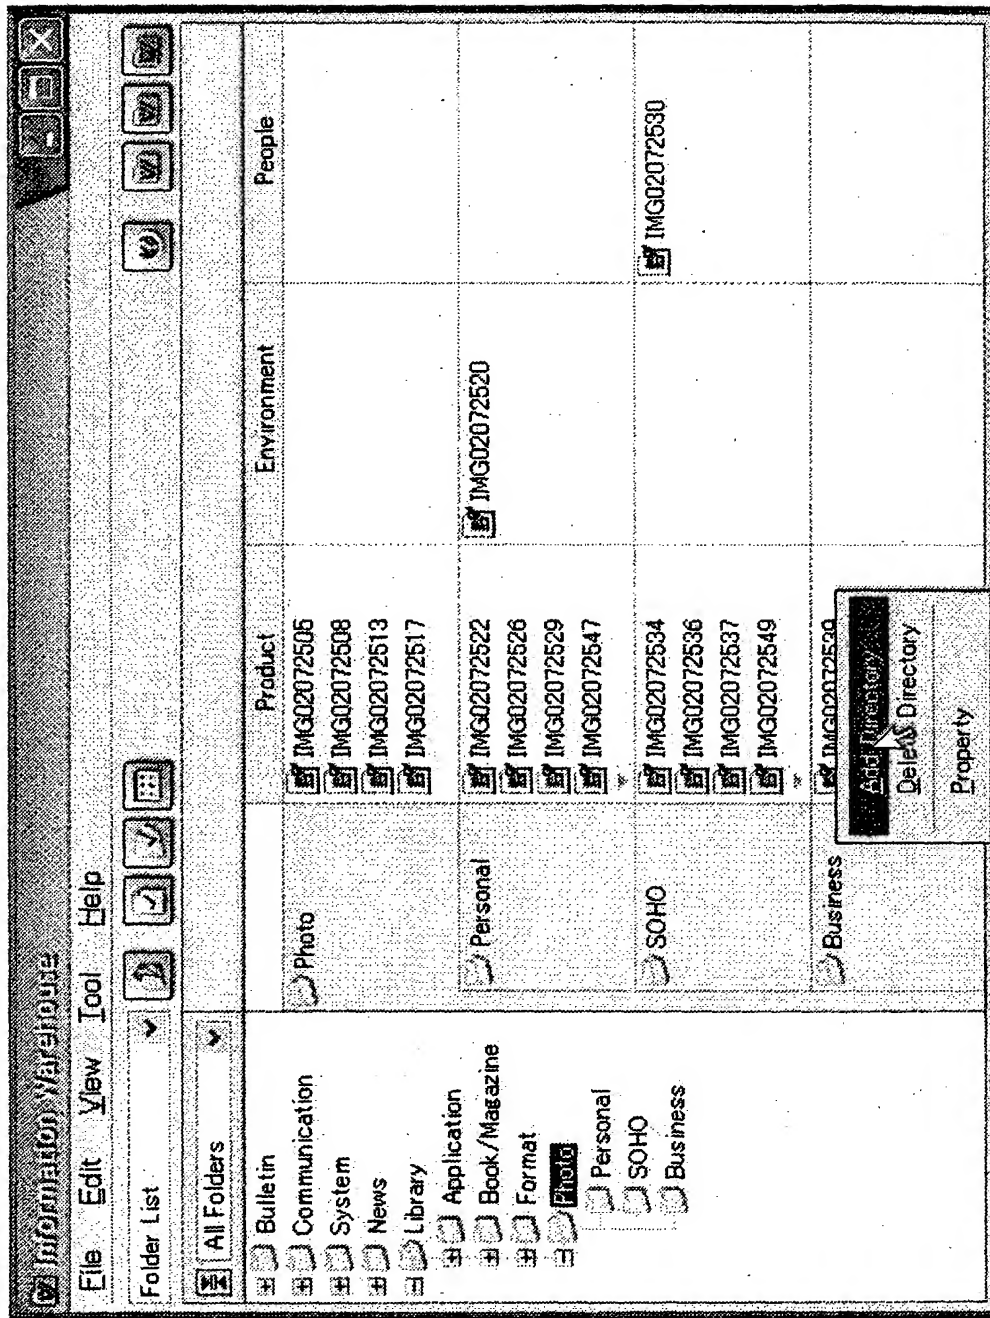 Information Warehouse
File Edit View Tool Help
Folder List
All Folders
Bulletin
Communication
System
News
Library
Application
Book/Magazine
Format
Photo
Personal
SOHO
Business
Product Environment People
Photo
IMG02072505
IMG02072508
IMG02072513
IMG02072517
Personal
IMG02072522 IMG02072520
IMG02072526
IMG02072529
IMG02072547
SOHO
IMG02072534 IMG02072530
IMG02072536
IMG02072537
IMG02072549
Business
IMG02072539
Add Directory
Delete Directory
Property